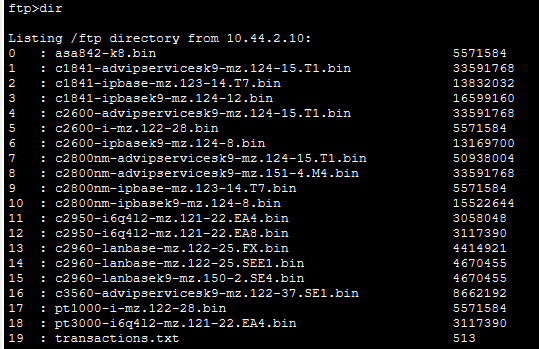 ftp>dir
Listing /ftp directory from 10.44.2.10:
0 : asa842-k8.bin 5571584
1 : c1841-advipservicesk9-mz.124-15.T1.bin 33591768
2 : c1841-ipbase-mz.123-14.T7.bin 13832032
3 : c1841-ipbasek9-mz.124-12.bin 16599160
4 : c2600-advipservicesk9-mz.124-15.T1.bin 33591768
5 : c2600-i-mz.122-28.bin 5571584
6 : c2600-ipbasek9-mz.124-8.bin 13169700
7 : c2800nm-advipservicesk9-mz.124-15.T1.bin 50938004
8 : c2800nm-advipservicesk9-mz.151-4.M4.bin 33591768
9 : c2800nm-ipbase-mz.123-14.T7.bin 5571584
10 : c2800nm-ipbasek9-mz.124-8.bin 15522644
11 : c2950-i6q4l2-mz.121-22.EA4.bin 3058048
12 : c2950-i6q4l2-mz.121-22.EA8.bin 3117390
13 : c2960-lanbase-mz.122-25.FX.bin 4414921
14 : c2960-lanbase-mz.122-25.SEE1.bin 4670455
15 : c2960-lanbasek9-mz.150-2.SE4.bin 4670455
16 : c3560-advipservicesk9-mz.122-37.SE1.bin 8662192
17 : pt1000-i-mz.122-28.bin 5571584
18 : pt3000-i6q4l2-mz.121-22.EA4.bin 3117390
19 : transactions.txt 513